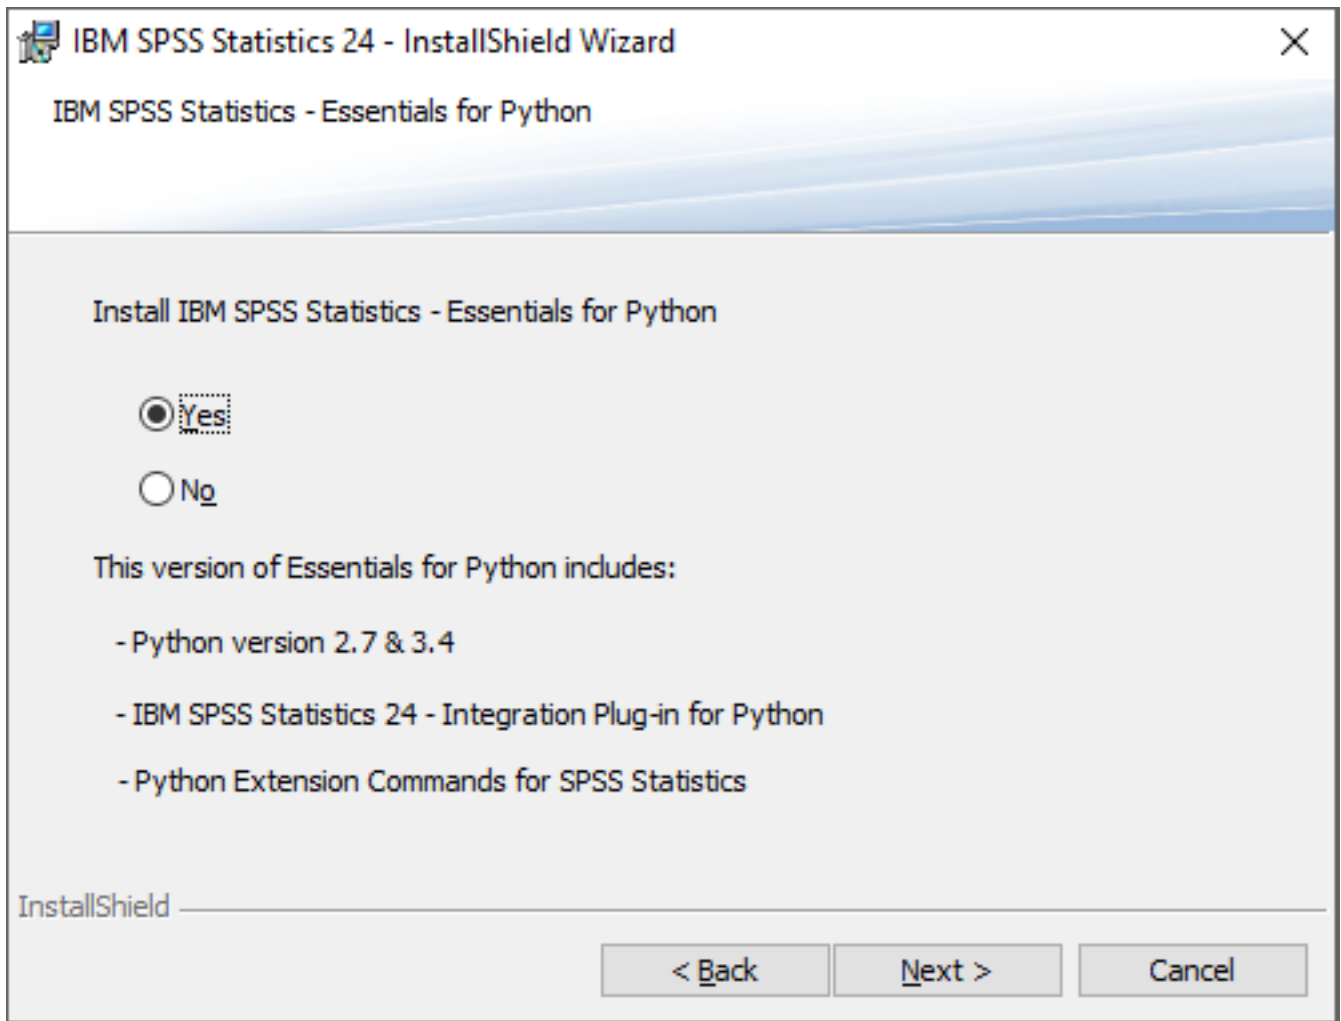 IBM SPSS Statistics 24 - InstallShield Wizard
IBM SPSS Statistics - Essentials for Python
Install IBM SPSS Statistics - Essentials for Python
Yes
No
This version of Essentials for Python includes:
- Python version 2.7 & 3.4
- IBM SPSS Statistics 24 - Integration Plug-in for Python
- Python Extension Commands for SPSS Statistics
InstallShield
< Back Next > Cancel